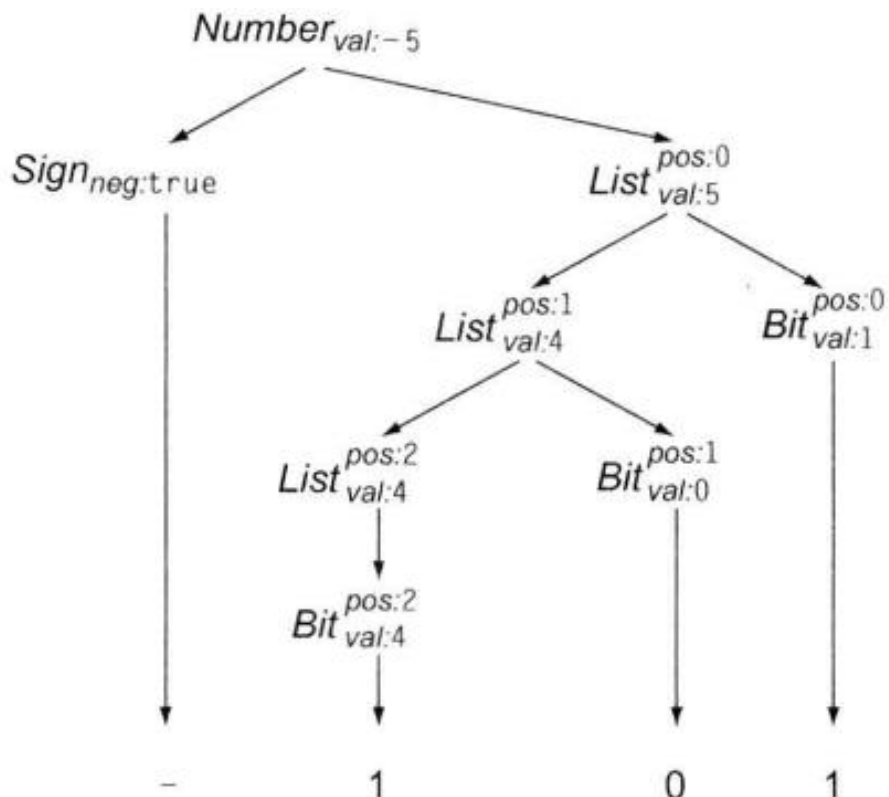 Number val:-5
Sign neg:true List pos:0 val:5
List pos:1 val:4 Bit pos:0 val:1
List pos:2 val:4 Bit pos:1 val:0
Bit pos:2 val:4
- 1 0 1